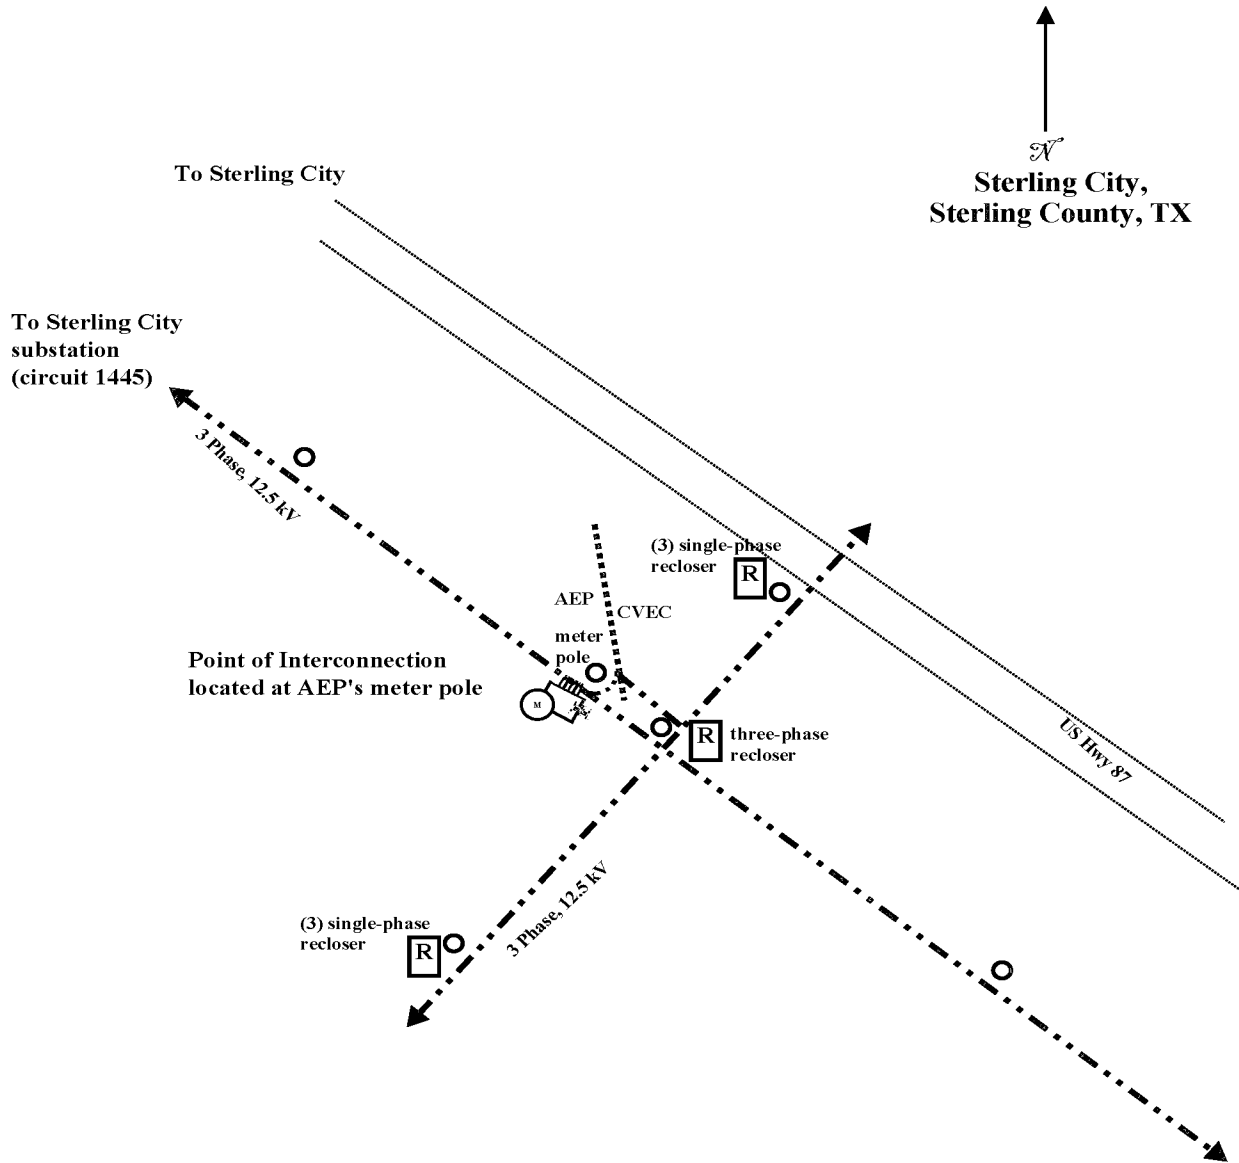 N
Sterling City,
Sterling County, TX
To Sterling City
To Sterling City
substation
(circuit 1445)
3 Phase, 12.5 kV
(3) single-phase
recloser
R
AEP
CVEC
meter
pole
Point of Interconnection
located at AEP's meter pole
M
R
three-phase
recloser
US Hwy 87
3 Phase, 12.5 kV
(3) single-phase
recloser
R